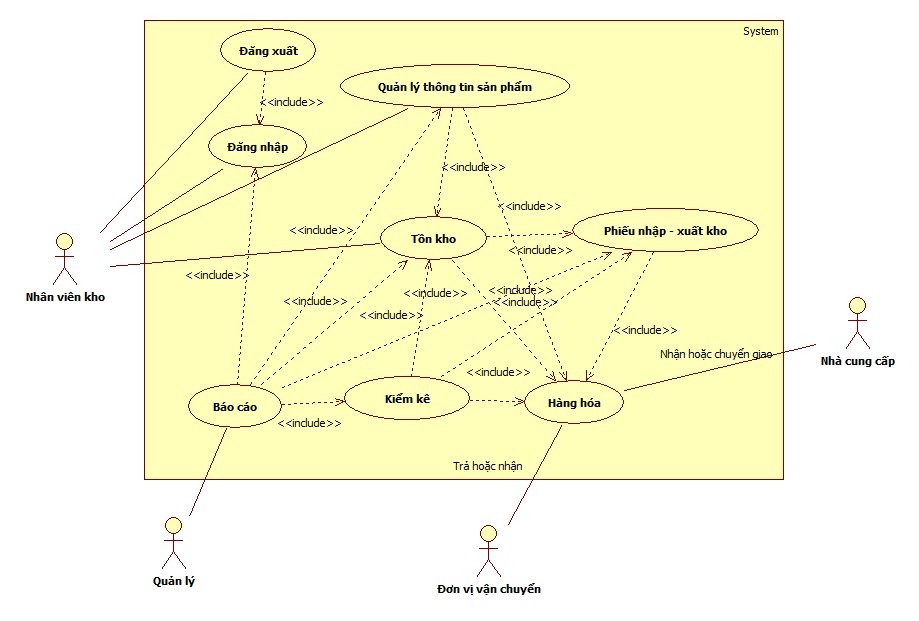 System
Đăng xuất
Quản lý thông tin sản phẩm
<<include>>
Đăng nhập
<<include>>
<<include>>
Phiếu nhập - xuất kho
<<include>>
Tồn kho
<<include>>
<<include>>
Nhân viên kho
<<include>>
<<include>>
<<include>>
<<include>>
<<include>>
<<include>>
Nhận hoặc chuyển giao
Nhà cung cấp
<<include>>
Kiểm kê
Hàng hóa
Báo cáo
<<include>>
Trả hoặc nhận
Quản lý
Đơn vị vận chuyển